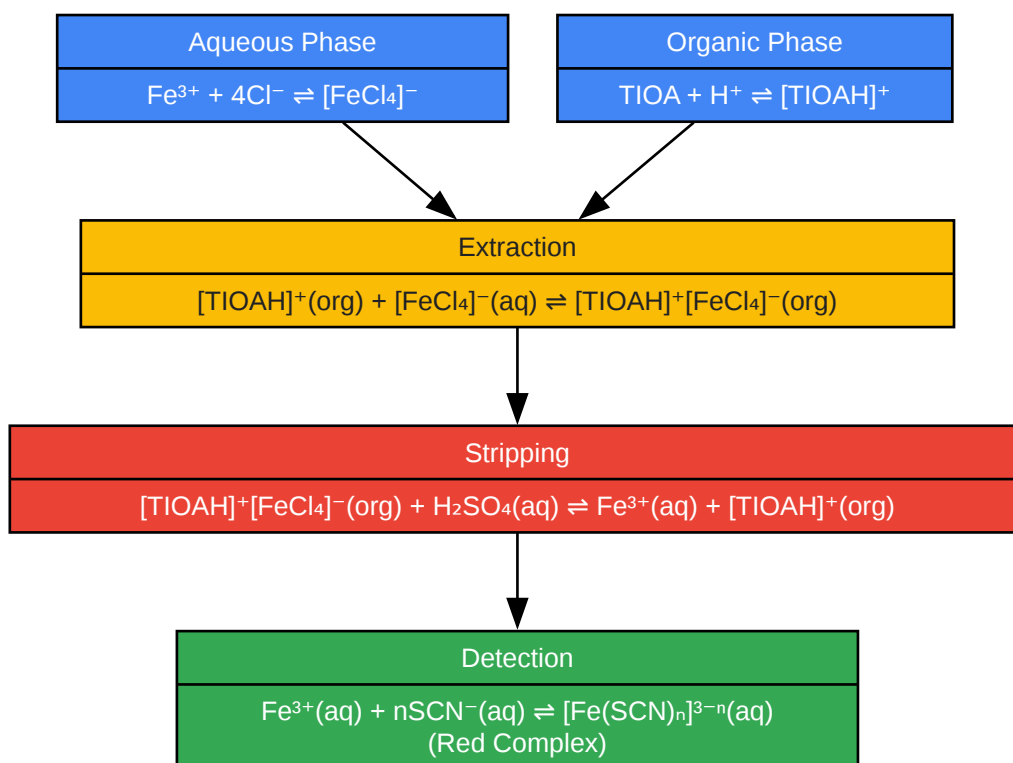 Aqueous Phase
Fe³⁺ + 4Cl⁻ ⇌ [FeCl₄]⁻
Organic Phase
TIOA + H⁺ ⇌ [TIOAH]⁺
Extraction
[TIOAH]⁺(org) + [FeCl₄]⁻(aq) ⇌ [TIOAH]⁺[FeCl₄]⁻(org)
Stripping
[TIOAH]⁺[FeCl₄]⁻(org) + H₂SO₄(aq) ⇌ Fe³⁺(aq) + [TIOAH]⁺(org)
Detection
Fe³⁺(aq) + nSCN⁻(aq) ⇌ [Fe(SCN)ₙ]³⁻ⁿ(aq)
(Red Complex)